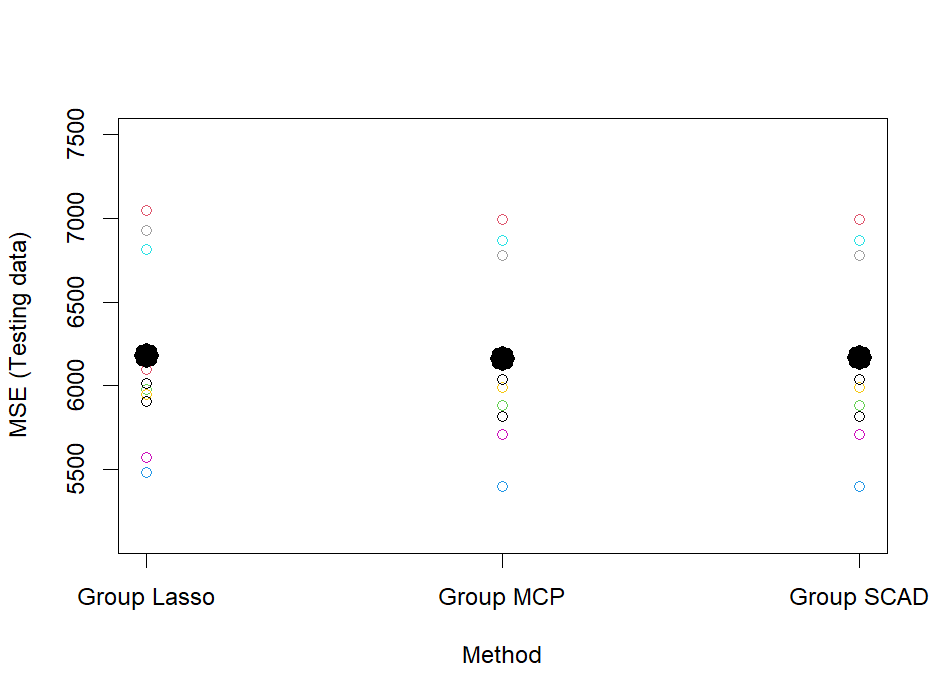 MSE (Testing data)
7500
7000
6500
6000
5500
Group Lasso Group MCP Group SCAD
Method